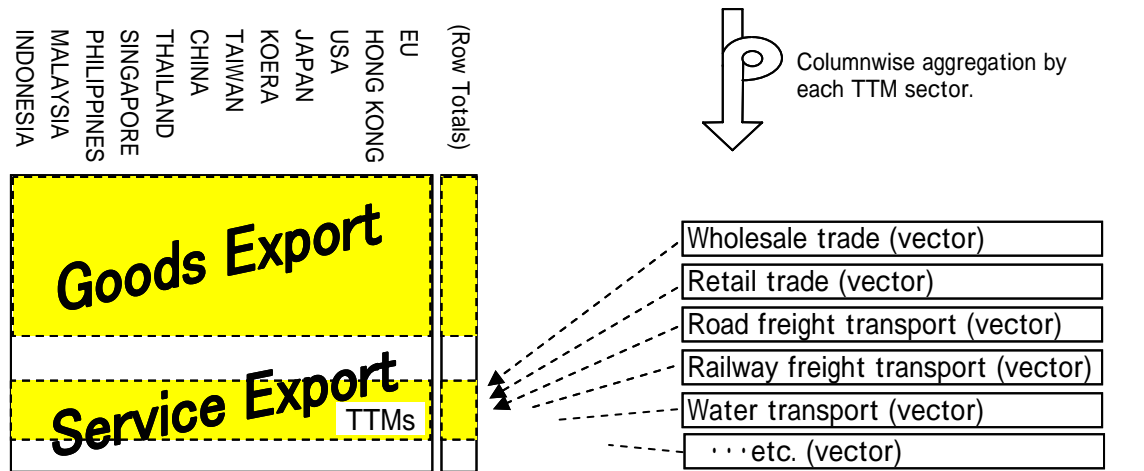 INDONESIA
MALAYSIA
PHILIPPINES
SINGAPORE
THAILAND
CHINA
TAIWAN
KOERA
JAPAN
USA
HONG KONG
EU
(Row Totals)
Columnwise aggregation by
each TTM sector.
Goods Export
Service Export
TTMs
Wholesale trade (vector)
Retail trade (vector)
Road freight transport (vector)
Railway freight transport (vector)
Water transport (vector)
･･･etc. (vector)